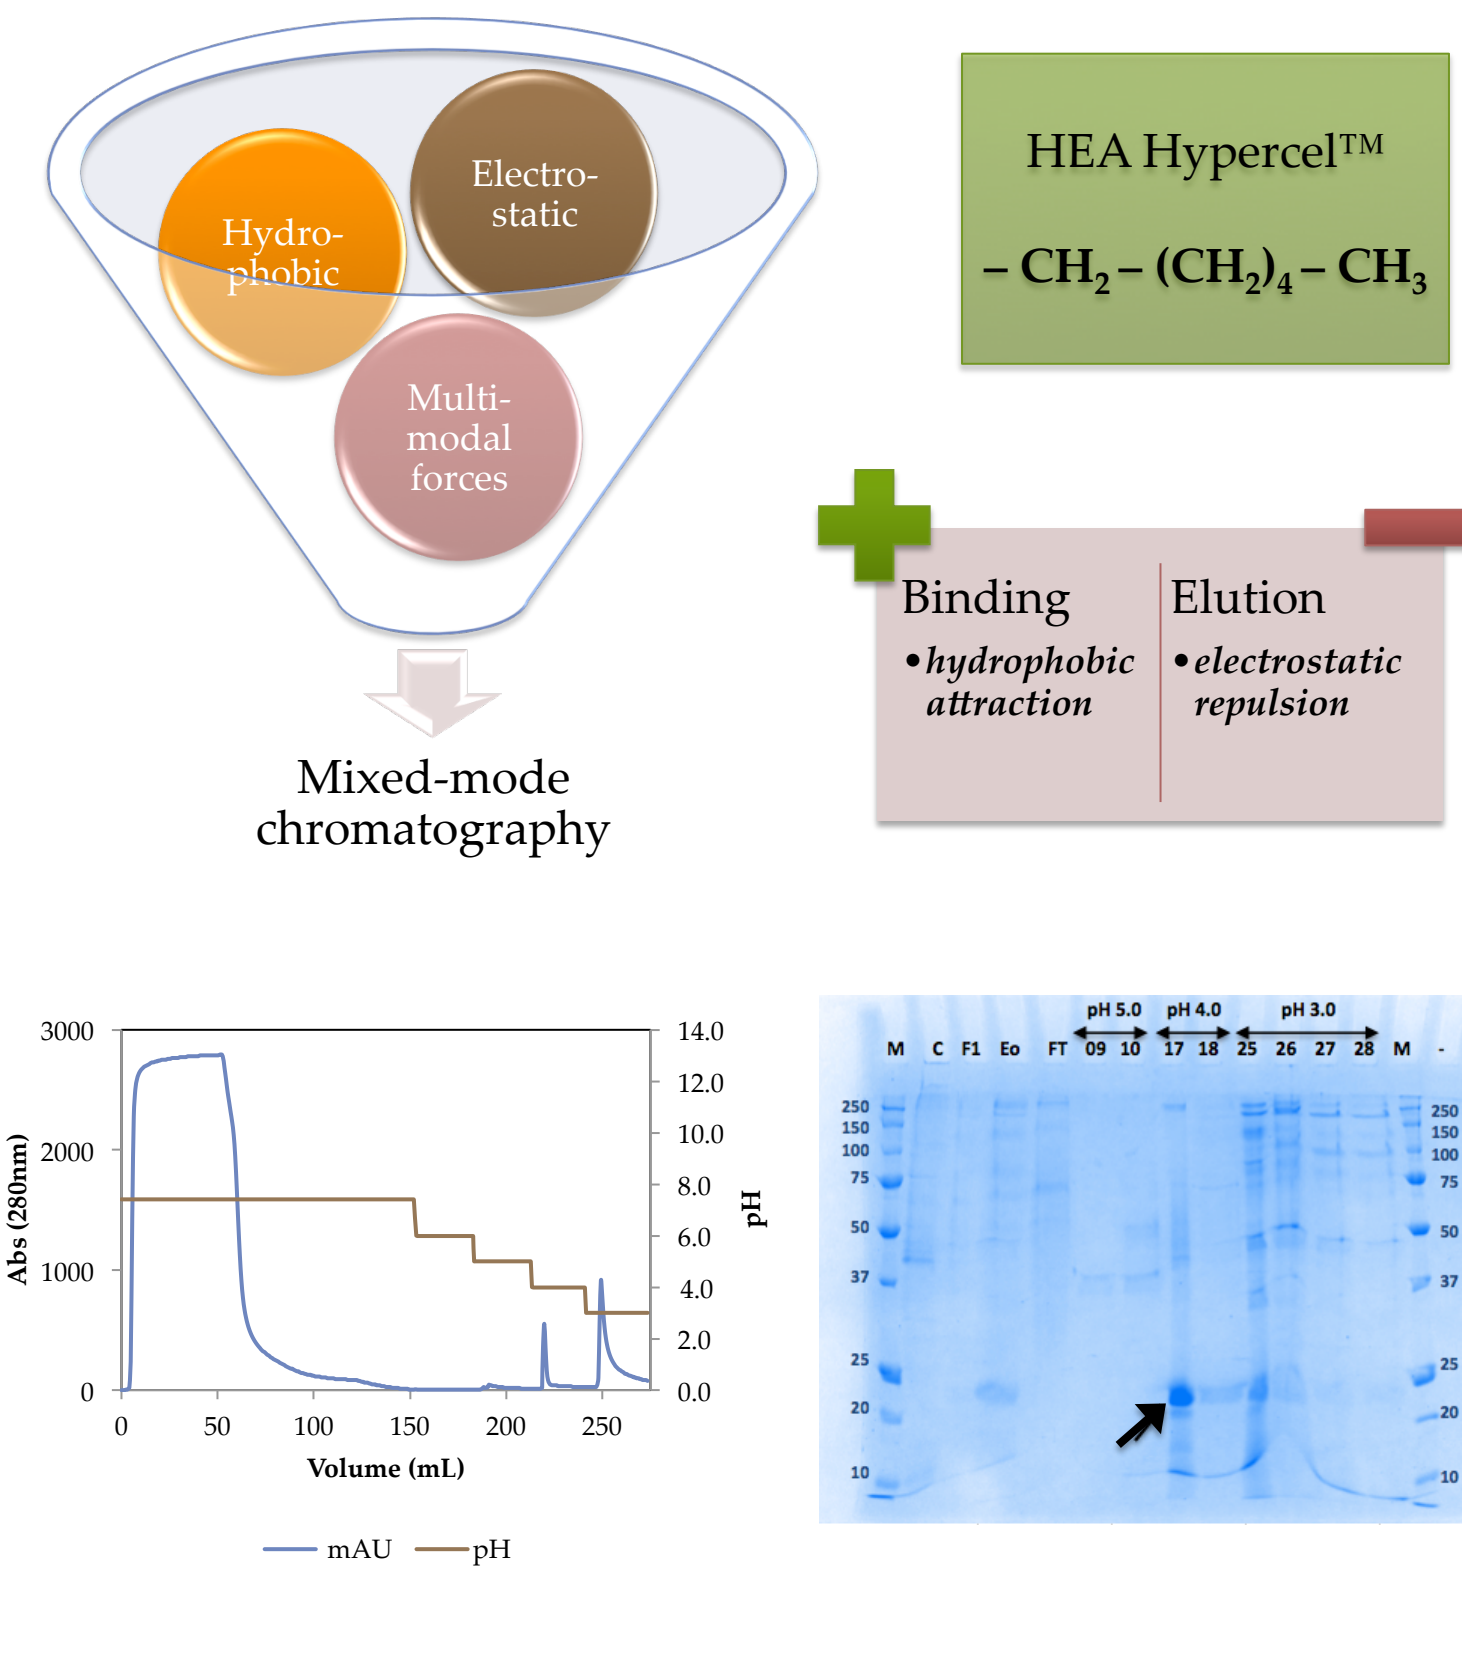 Electro-
static
Hydro-
phobic
Multi-
modal
forces
Mixed-mode
chromatography
HEA Hypercel™
– CH₂ – (CH₂)₄ – CH₃
Binding
•hydrophobic
attraction
Elution
•electrostatic
repulsion
3000
2000
1000
0
Abs (280nm)
14.0
12.0
10.0
8.0
6.0
4.0
2.0
0.0
pH
0 50 100 150 200 250
Volume (mL)
mAU pH
pH 5.0 pH 4.0 pH 3.0
M C F1 Eo FT 09 10 17 18 25 26 27 28 M -
250 250
150 150
100 100
75 75
50 50
37 37
25 25
20 20
10 10